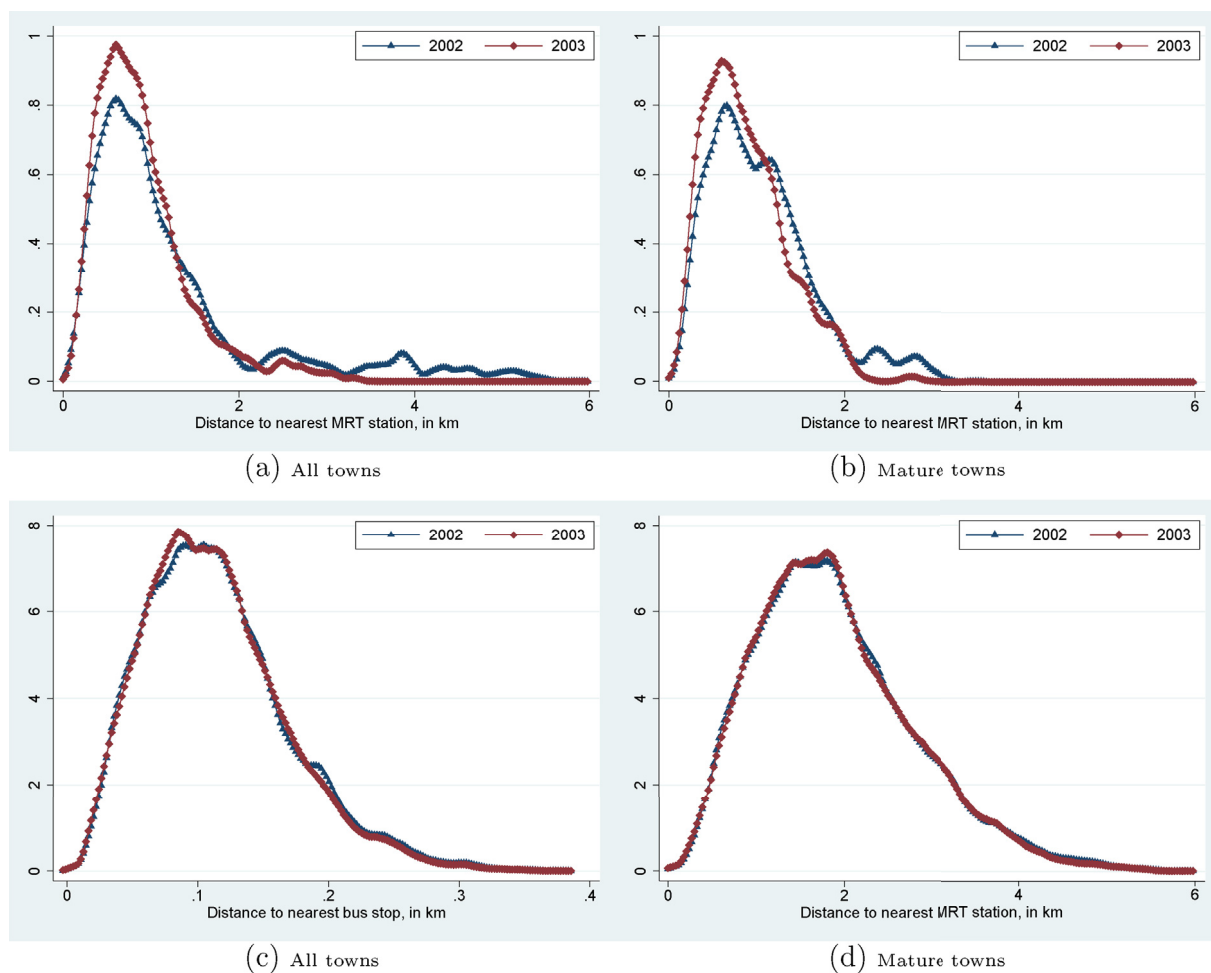 2002 2003
1
.8
.6
.4
.2
0
0 2 4 6
Distance to nearest MRT station, in km
(a) All towns
2002 2003
1
.8
.6
.4
.2
0
0 2 4 6
Distance to nearest MRT station, in km
(b) Mature towns
2002 2003
8
6
4
2
0
0 .1 .2 .3 .4
Distance to nearest bus stop, in km
(c) All towns
2002 2003
8
6
4
2
0
0 2 4 6
Distance to nearest MRT station, in km
(d) Mature towns